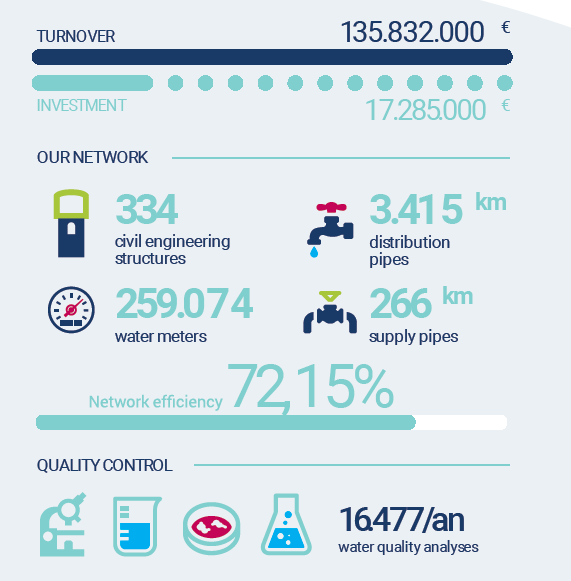 TURNOVER 135.832.000 €
INVESTMENT 17.285.000 €
OUR NETWORK
334
civil engineering
structures
3.415 km
distribution
pipes
259.074
water meters
266 km
supply pipes
Network efficiency 72,15%
QUALITY CONTROL
16.477/an
water quality analyses